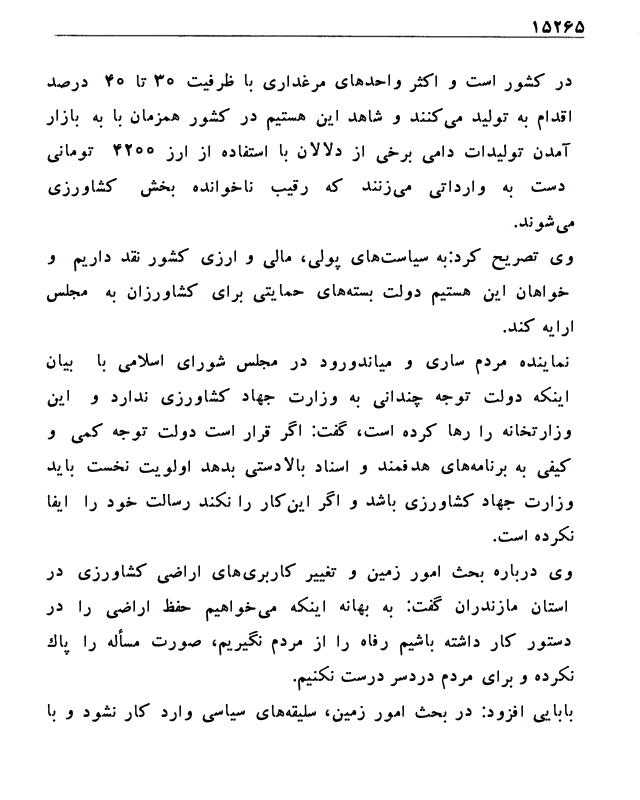 ۱۵۲۶۵
در کشور است و اکثر واحدهای مرغداری با ظرفیت ۳۰ تا ۴۰ درصد
اقدام به تولید می‌کنند و شاهد این هستیم در کشور همزمان با به بازار
آمدن تولیدات دامی برخی از دلالان با استفاده از ارز ۴۲۰۰ تومانی
دست به وارداتی می‌زنند که رقیب ناخوانده بخش کشاورزی
می‌شوند.
وی تصریح کرد:به سیاست‌های پولی، مالی و ارزی کشور نقد داریم و
خواهان این هستیم دولت بسته‌های حمایتی برای کشاورزان به مجلس
ارایه کند.
نماینده مردم ساری و میاندورود در مجلس شورای اسلامی با بیان
اینکه دولت توجه چندانی به وزارت جهاد کشاورزی ندارد و این
وزارتخانه را رها کرده است، گفت: اگر قرار است دولت توجه کمی و
کیفی به برنامه‌های هدفمند و اسناد بالادستی بدهد اولویت نخست باید
وزارت جهاد کشاورزی باشد و اگر این‌کار را نکند رسالت خود را ایفا
نکرده است.
وی درباره بحث امور زمین و تغییر کاربری‌های اراضی کشاورزی در
استان مازندران گفت: به بهانه اینکه می‌خواهیم حفظ اراضی را در
دستور کار داشته باشیم رفاه را از مردم نگیریم، صورت مسأله را پاك
نکرده و برای مردم دردسر درست نکنیم.
بابایی افزود: در بحث امور زمین، سلیقه‌های سیاسی وارد کار نشود و با